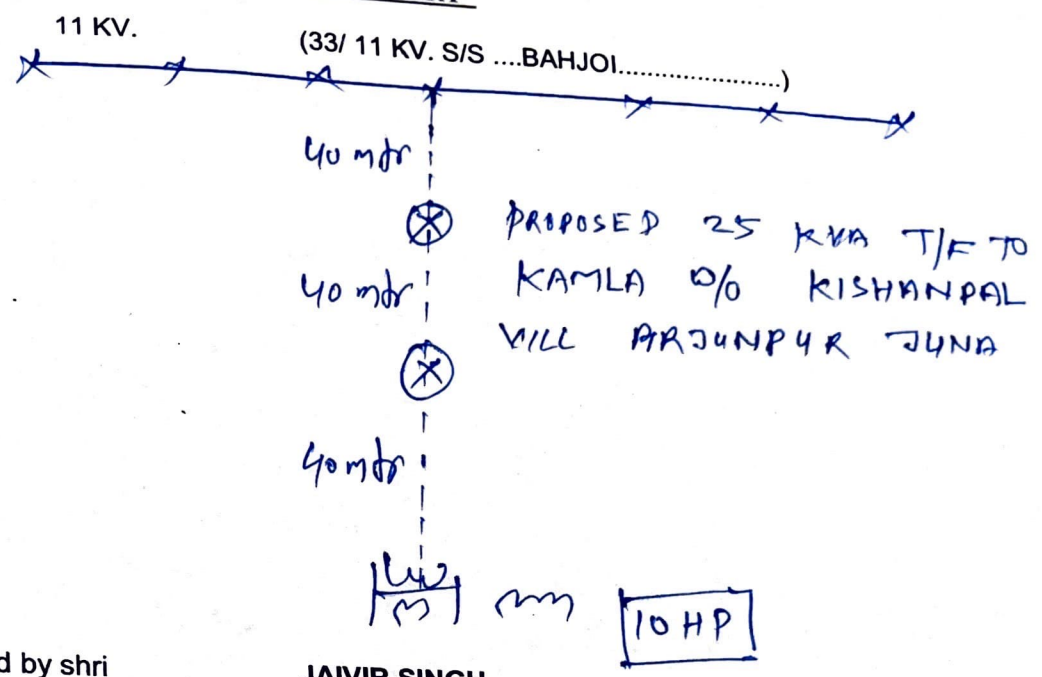 11 KV.
(33/ 11 KV. S/S ....BAHJOI........................)
40 mtr
PROPOSED 25 KVA T/F TO
40 mtr
KAMLA D/o KISHANPAL
VILL ARJUNPUR JUNA
40 mtr
10 HP
d by shri
JAIVIR SINGH